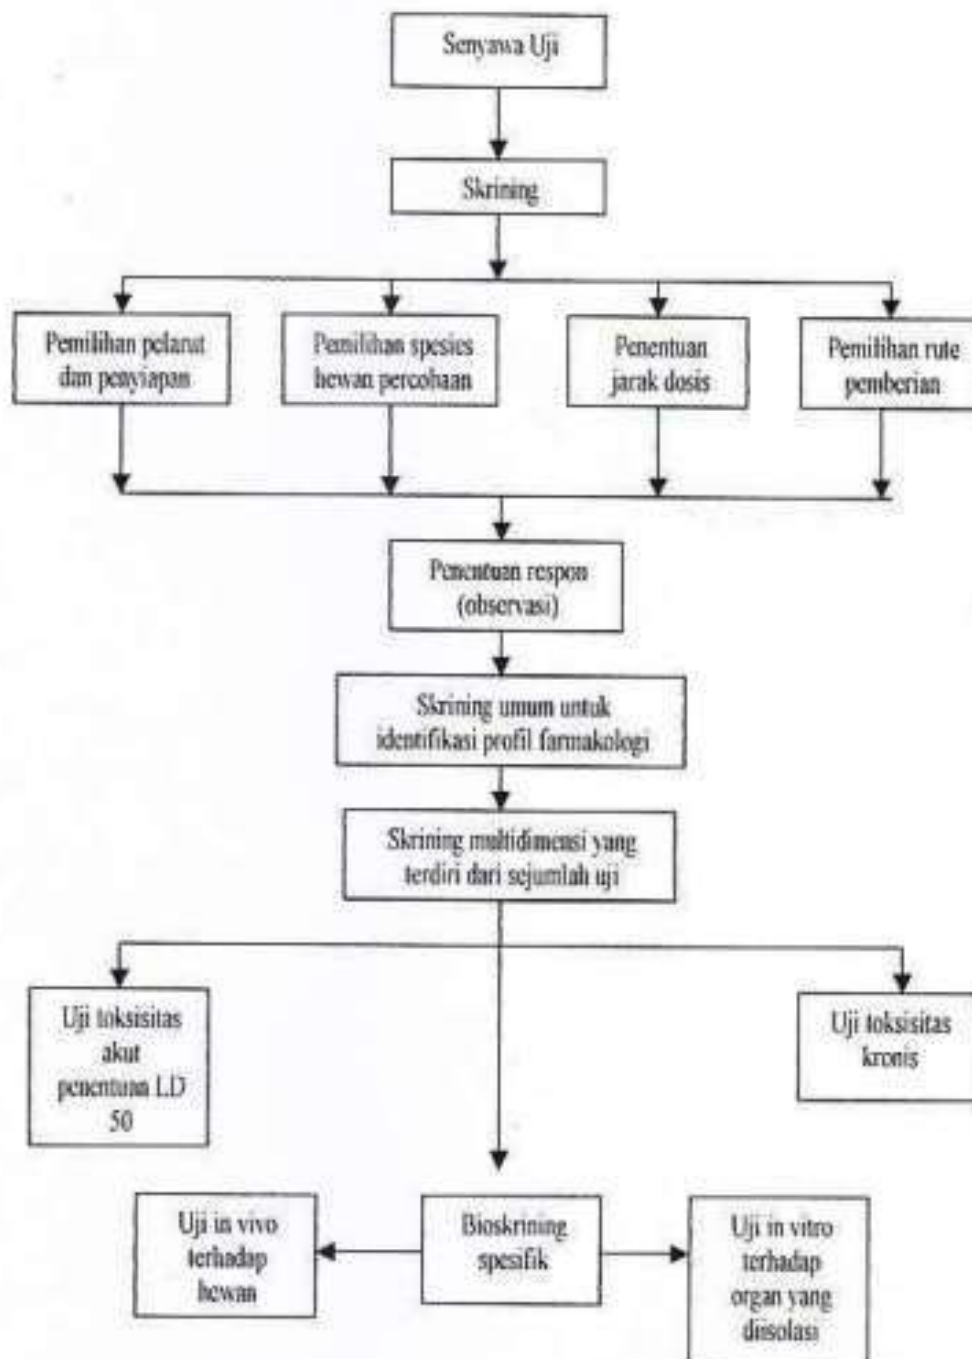 Senyawa Uji
Skrining
Pemilihan pelarut
dan penyiapan
Pemilihan spesies
hewan percobaan
Penentuan
jarak dosis
Pemilihan rute
pemberian
Penentuan respon
(observasi)
Skrining umum untuk
identifikasi profil farmakologi
Skrining multidimensi yang
terdiri dari sejumlah uji
Uji toksisitas
akut
penentuan LD
50
Uji toksisitas
kronis
Uji in vivo
terhadap
hewan
Bioskrining
spesifik
Uji in vitro
terhadap
organ yang
diisolasi